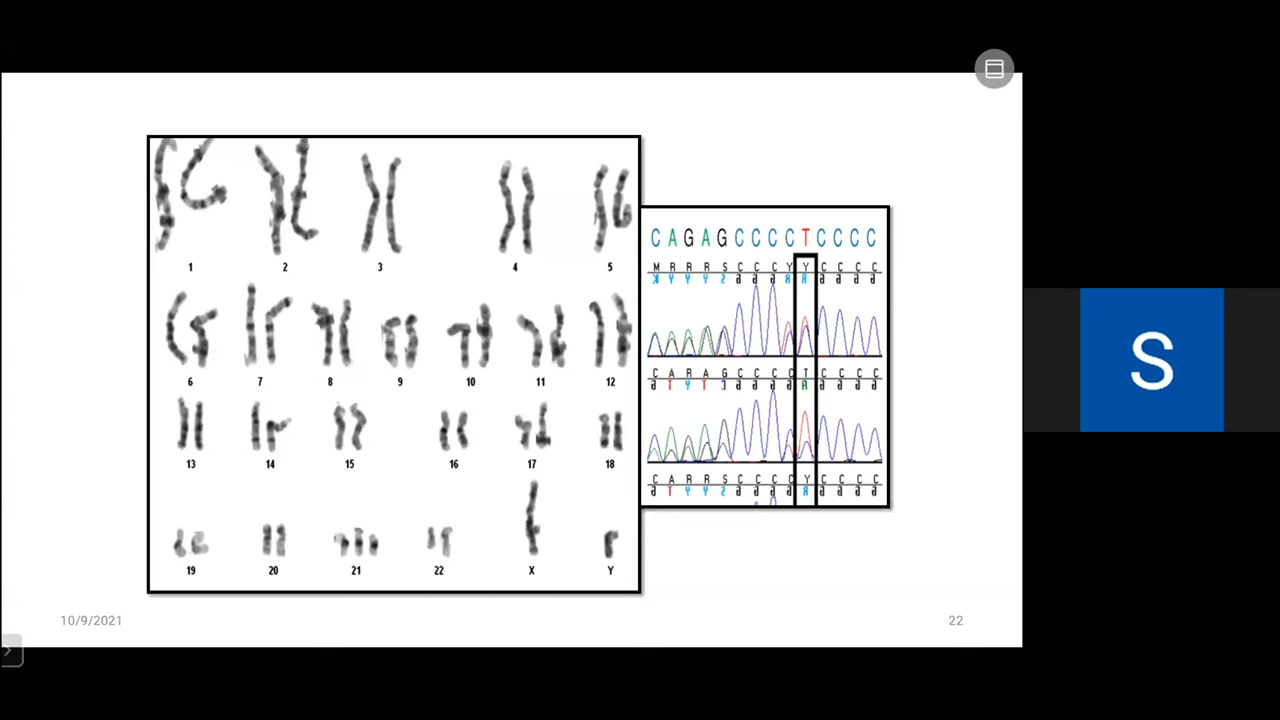 1 2 3 4 5
6 7 8 9 10 11 12
13 14 15 16 17 18
19 20 21 22 X Y
C A G A G C C C C T C C C C
M R R R S C C C Y Y C C C C
C A R A G C C C C T C C C C
C A R R S C C C C Y C C C C
S
10/9/2021
22